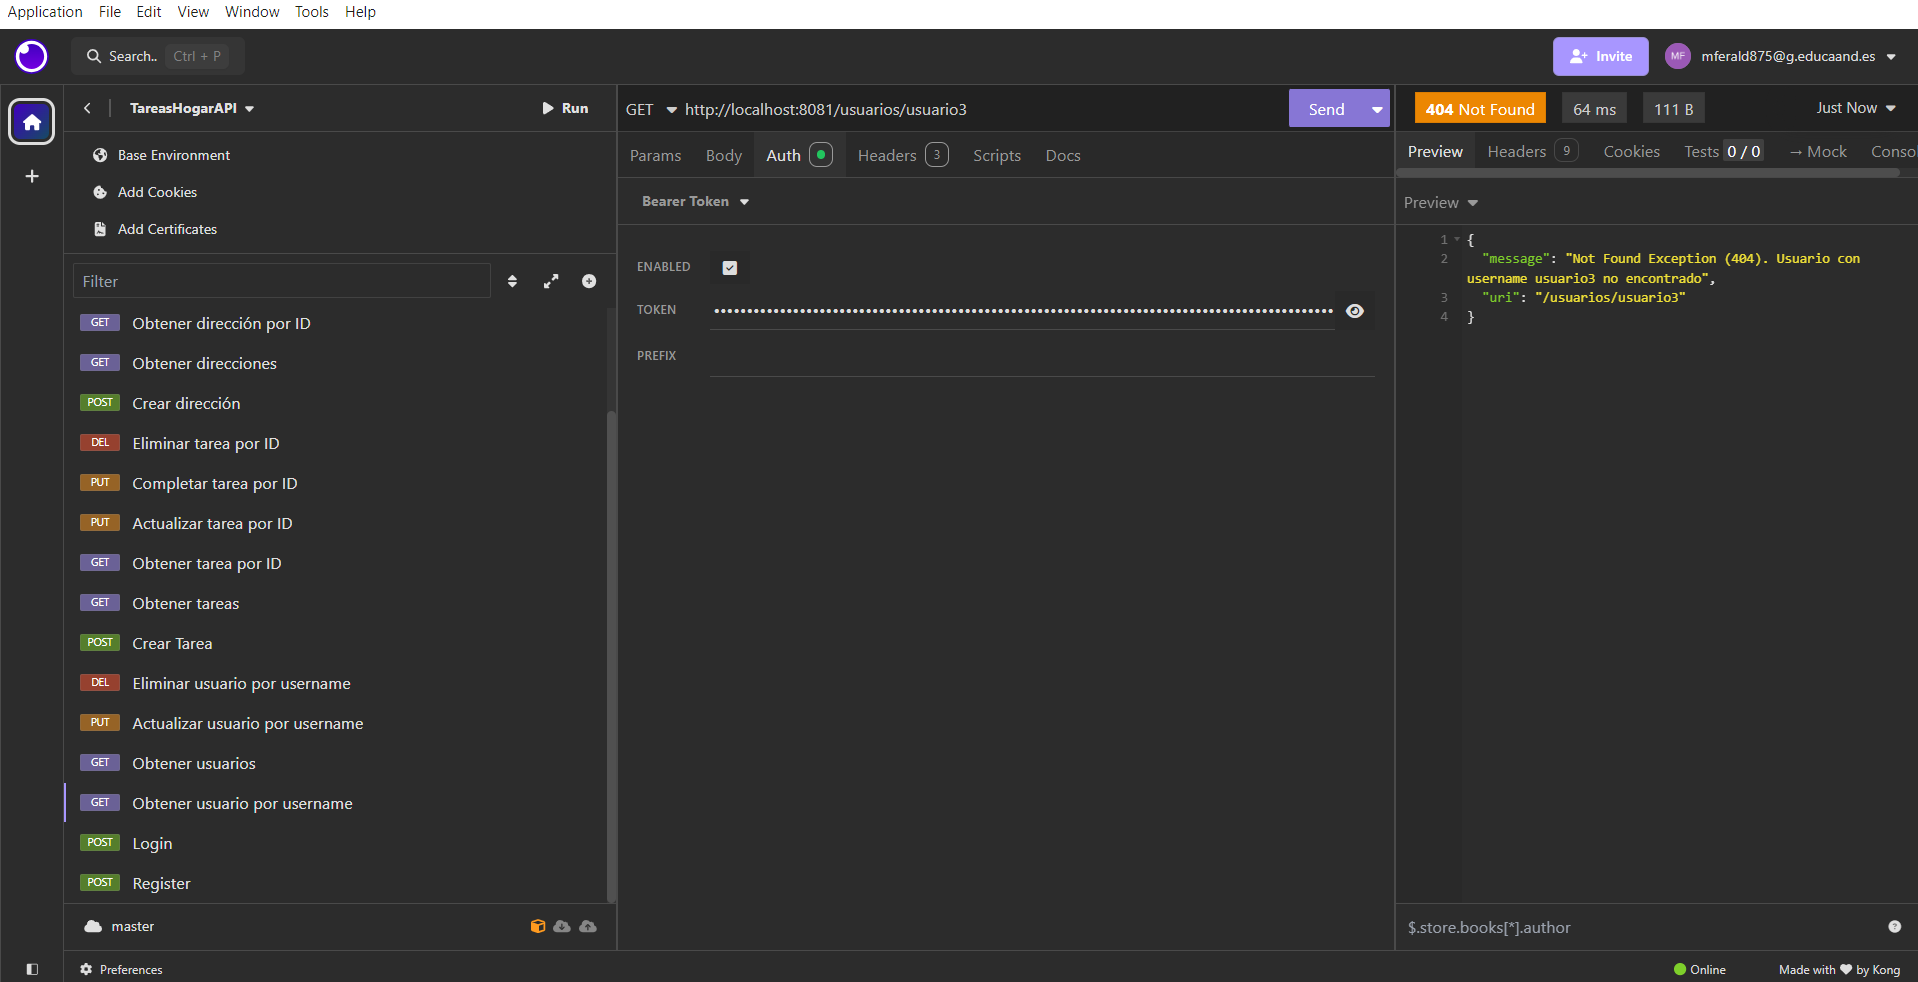 Application File Edit View Window Tools Help
Search.. Ctrl + P
Invite MF mferald875@g.educaand.es
TareasHogarAPI Run
Base Environment
Add Cookies
Add Certificates
Filter
GET Obtener dirección por ID
GET Obtener direcciones
POST Crear dirección
DEL Eliminar tarea por ID
PUT Completar tarea por ID
PUT Actualizar tarea por ID
GET Obtener tarea por ID
GET Obtener tareas
POST Crear Tarea
DEL Eliminar usuario por username
PUT Actualizar usuario por username
GET Obtener usuarios
GET Obtener usuario por username
POST Login
POST Register
master
Preferences
GET http://localhost:8081/usuarios/usuario3 Send
Params Body Auth Headers 3 Scripts Docs
Bearer Token
ENABLED
TOKEN ••••••••••••••••••••••••••••••••••••••••••••••••••••••••••••••••••••••••••••••••••••••••••••••
PREFIX
404 Not Found 64 ms 111 B Just Now
Preview Headers 9 Cookies Tests 0 / 0 → Mock Conso
Preview
1 {
2 "message": "Not Found Exception (404). Usuario con
username usuario3 no encontrado",
3 "uri": "/usuarios/usuario3"
4 }
$.store.books[*].author ?
Online Made with ♥ by Kong